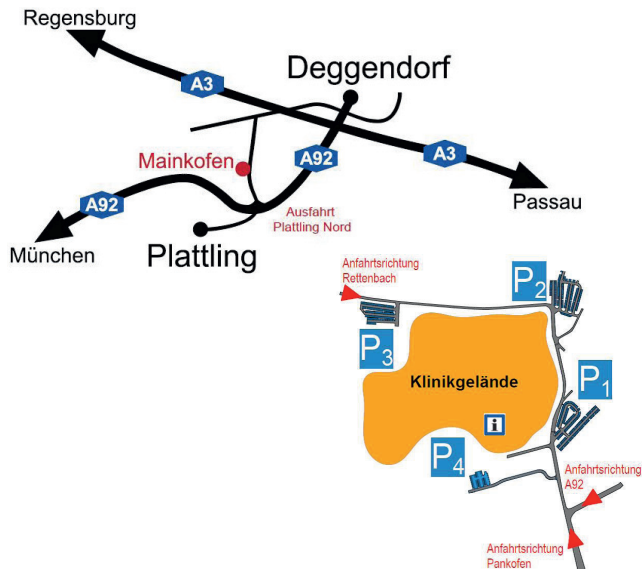 Regensburg
A3
Deggendorf
Mainkofen
A92
A3
A92
Ausfahrt
Plattling Nord
Passau
München
Plattling
Anfahrtsrichtung
Rettenbach
P2
P3
Klinikgelände
P1
i
P4
Anfahrtsrichtung
A92
Anfahrtsrichtung
Pankofen